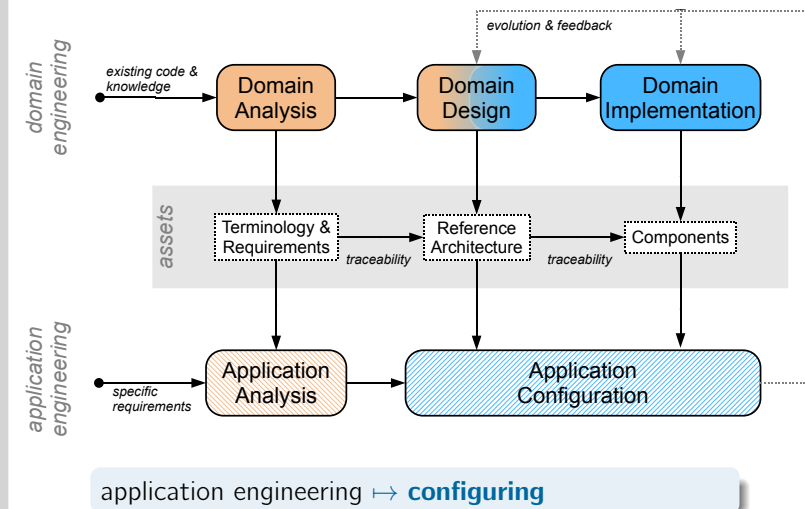 evolution & feedback
domain
engineering
existing code &
knowledge
Domain
Analysis
Domain
Design
Domain
Implementation
assets
Terminology &
Requirements
traceability
Reference
Architecture
traceability
Components
application
engineering
specific
requirements
Application
Analysis
Application
Configuration
application engineering ↦ configuring